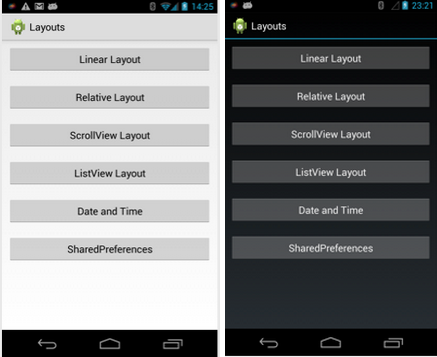 14:25
Layouts
Linear Layout
Relative Layout
ScrollView Layout
ListView Layout
Date and Time
SharedPreferences
23:21
Layouts
Linear Layout
Relative Layout
ScrollView Layout
ListView Layout
Date and Time
SharedPreferences